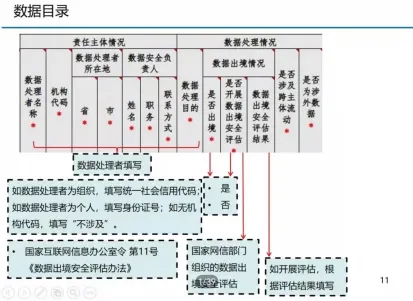 数据目录
责任主体情况
数据处理情况
数据处理者名称
机构代码
数据处理者所在地
数据安全负责人
数据处理目的
数据出境情况
是否涉及跨主体流动
是否为涉外数据
省
市
姓名
职务
联系方式
是否出境
是否开展数据出境安全评估
数据出境安全评估结果
数据处理者填写
如数据处理者为组织，填写统一社会信用代码；
如数据处理者为个人，填写身份证号；如无机
构代码，填写“不涉及”。
• 是
• 否
国家互联网信息办公室令 第11号
《数据出境安全评估办法》
国家网信部门
组织的数据出
境安全评估
如开展评估，根
据评估结果填写
11